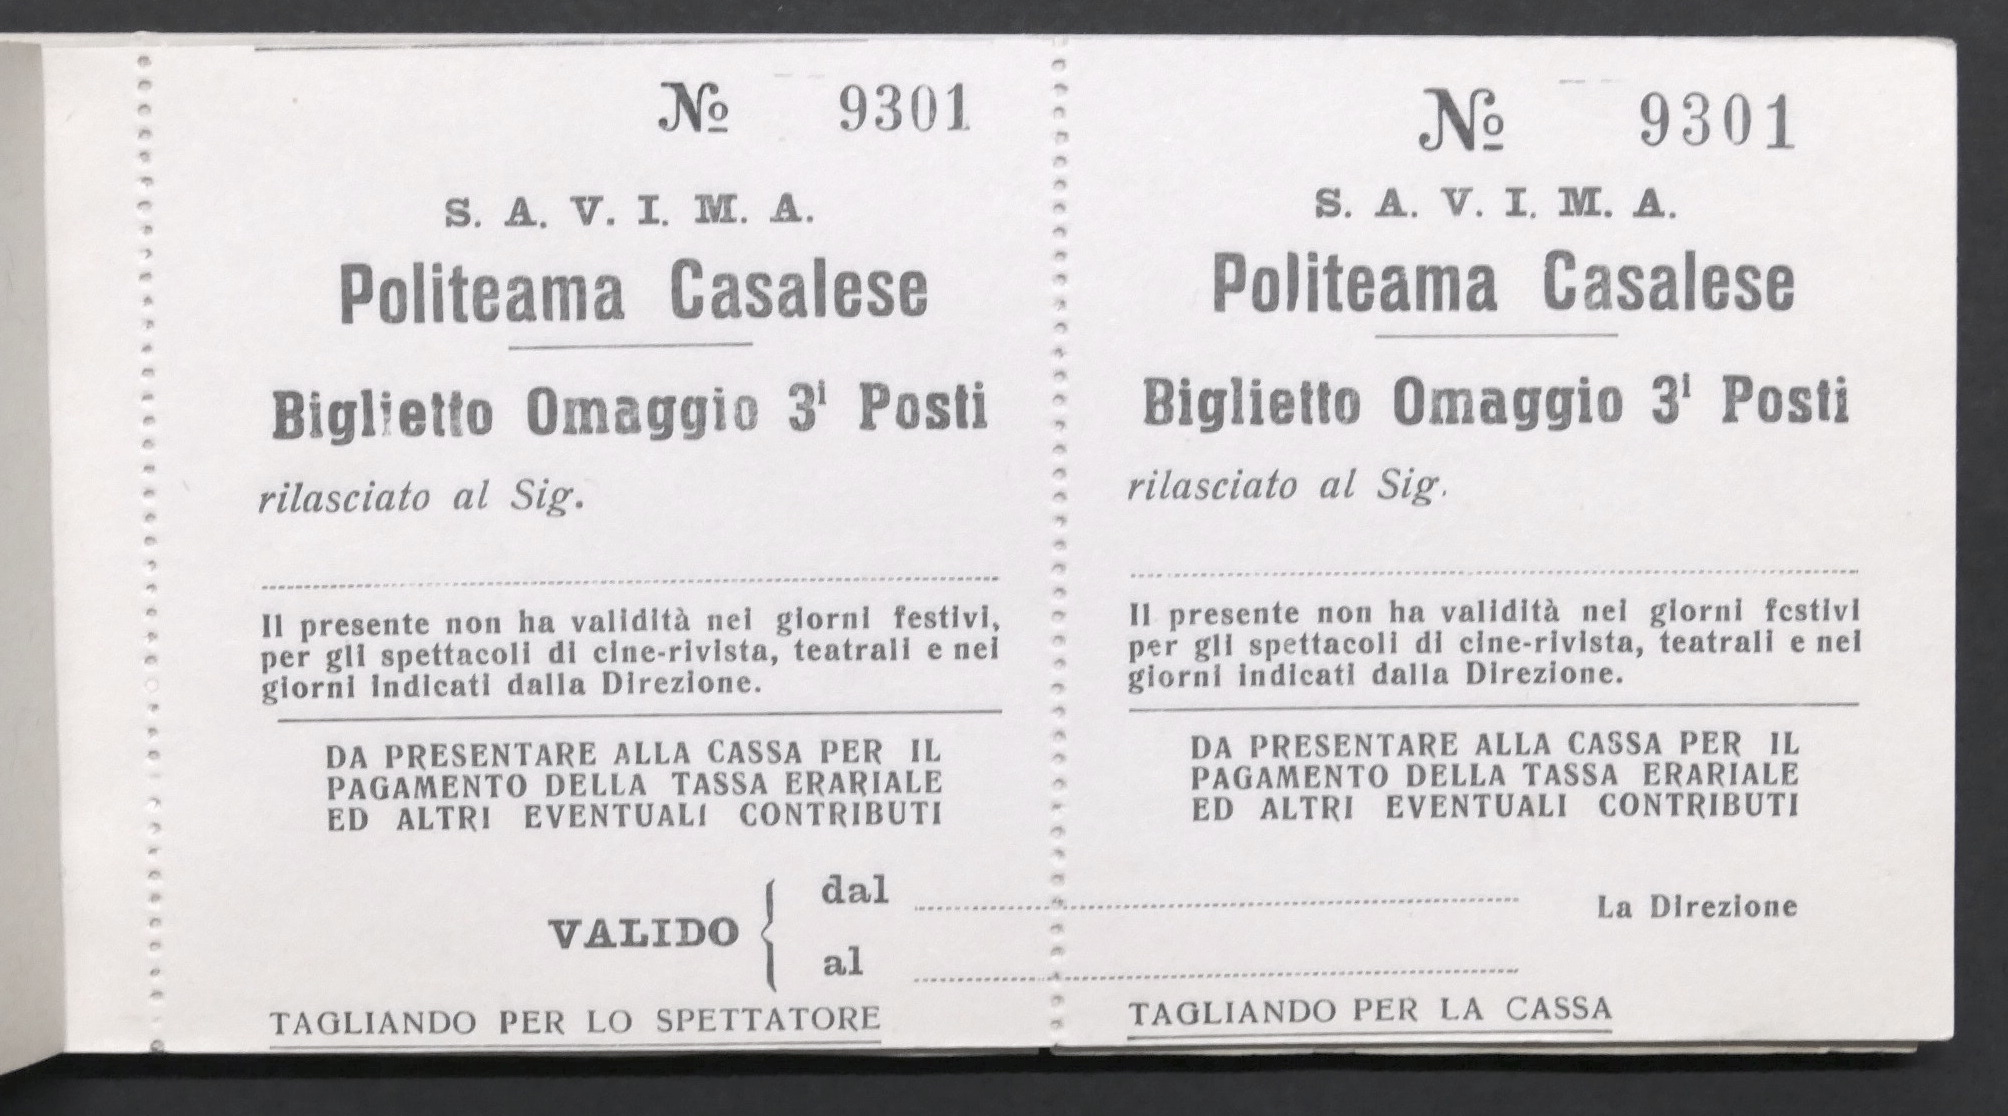 № 9301
S. A. V. I. M. A.
Politeama Casalese
Biglietto Omaggio 3i Posti
rilasciato al Sig.
Il presente non ha validità nei giorni festivi,
per gli spettacoli di cine-rivista, teatrali e nei
giorni indicati dalla Direzione.
DA PRESENTARE ALLA CASSA PER IL
PAGAMENTO DELLA TASSA ERARIALE
ED ALTRI EVENTUALI CONTRIBUTI
VALIDO
dal
al
TAGLIANDO PER LO SPETTATORE
№ 9301
S. A. V. I. M. A.
Politeama Casalese
Biglietto Omaggio 3i Posti
rilasciato al Sig.
Il presente non ha validità nei giorni festivi
per gli spettacoli di cine-rivista, teatrali e nei
giorni indicati dalla Direzione.
DA PRESENTARE ALLA CASSA PER IL
PAGAMENTO DELLA TASSA ERARIALE
ED ALTRI EVENTUALI CONTRIBUTI
La Direzione
TAGLIANDO PER LA CASSA